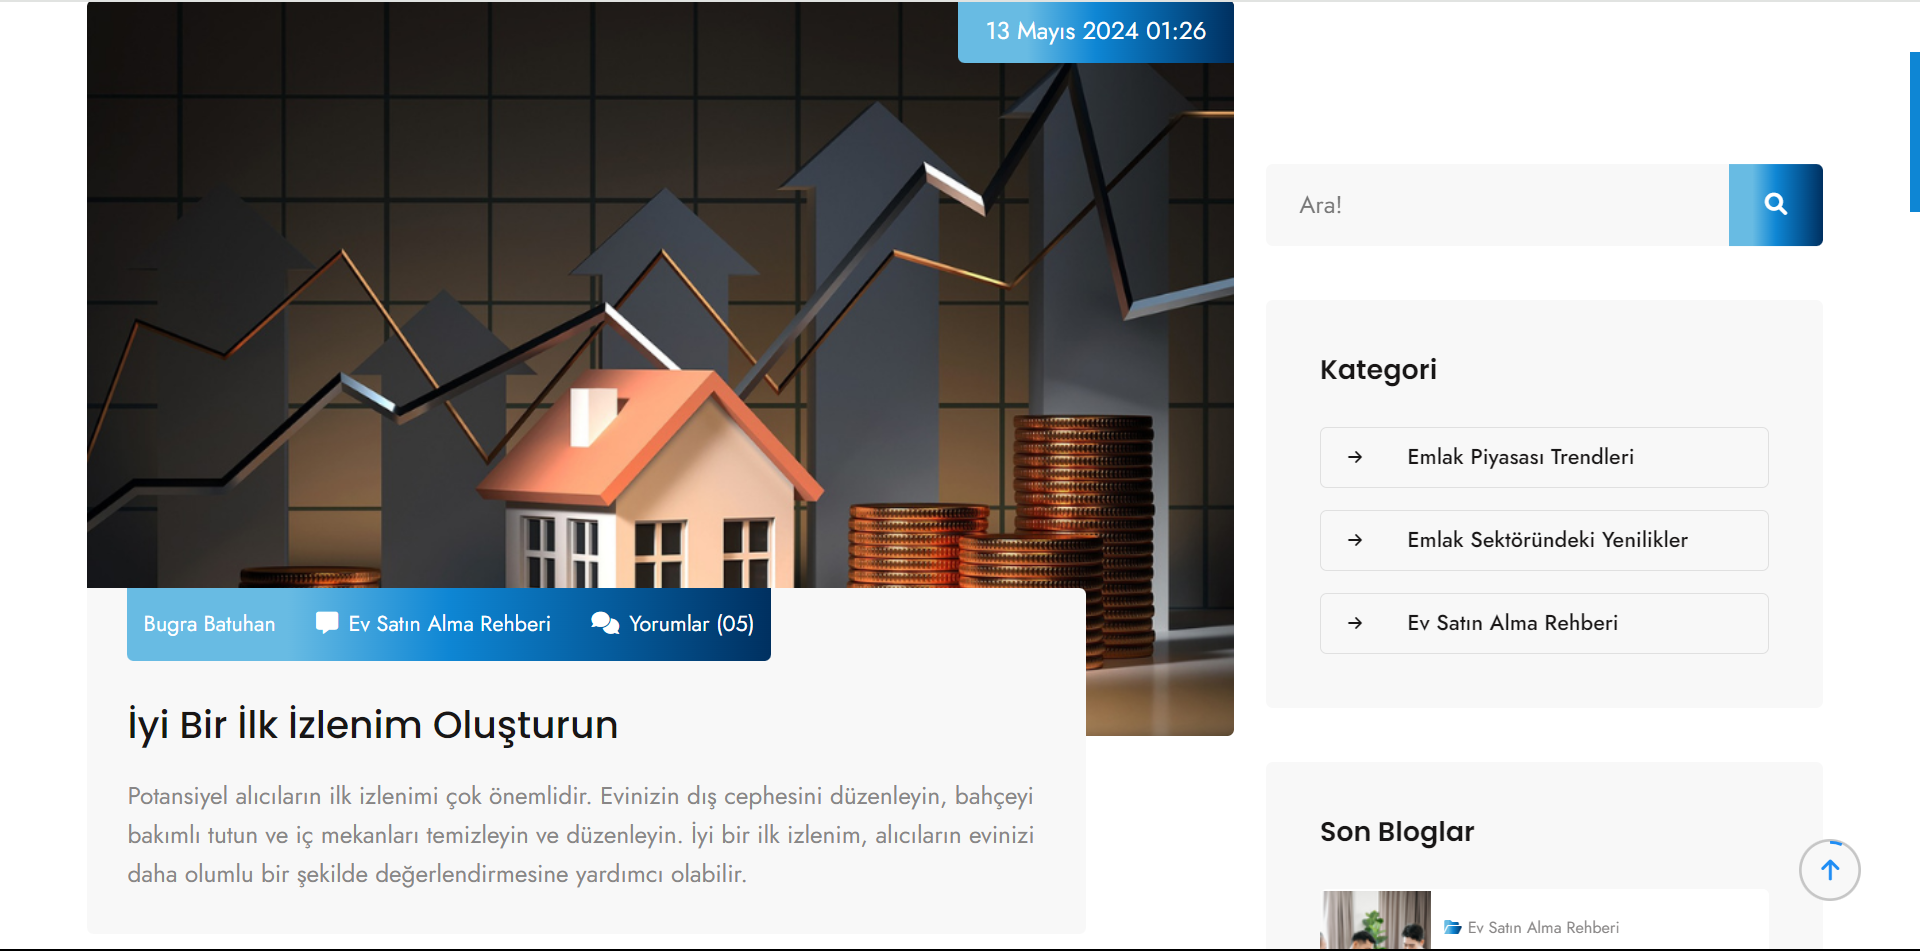 13 Mayıs 2024 01:26
Bugra Batuhan Ev Satın Alma Rehberi Yorumlar (05)
İyi Bir İlk İzlenim Oluşturun
Potansiyel alıcıların ilk izlenimi çok önemlidir. Evinizin dış cephesini düzenleyin, bahçeyi
bakımlı tutun ve iç mekanları temizleyin ve düzenleyin. İyi bir ilk izlenim, alıcıların evinizi
daha olumlu bir şekilde değerlendirmesine yardımcı olabilir.
Ara!
Kategori
Emlak Piyasası Trendleri
Emlak Sektöründeki Yenilikler
Ev Satın Alma Rehberi
Son Bloglar
Ev Satın Alma Rehberi